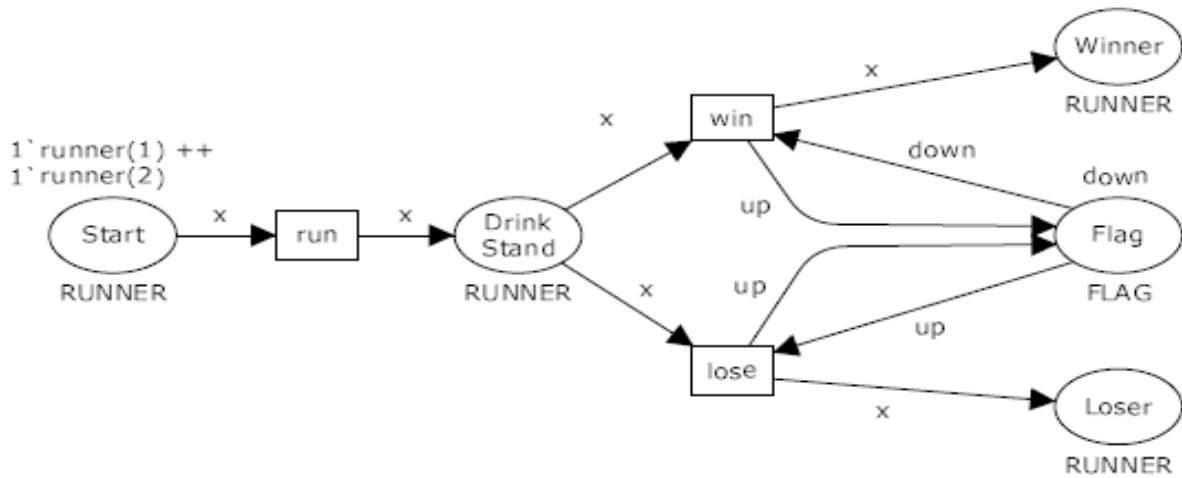 Winner
x
RUNNER
x
win
1`runner(1) ++
1`runner(2)
down
down
up
Start
x
run
x
Drink
Stand
Flag
RUNNER
RUNNER
x
up
FLAG
up
lose
Loser
x
RUNNER